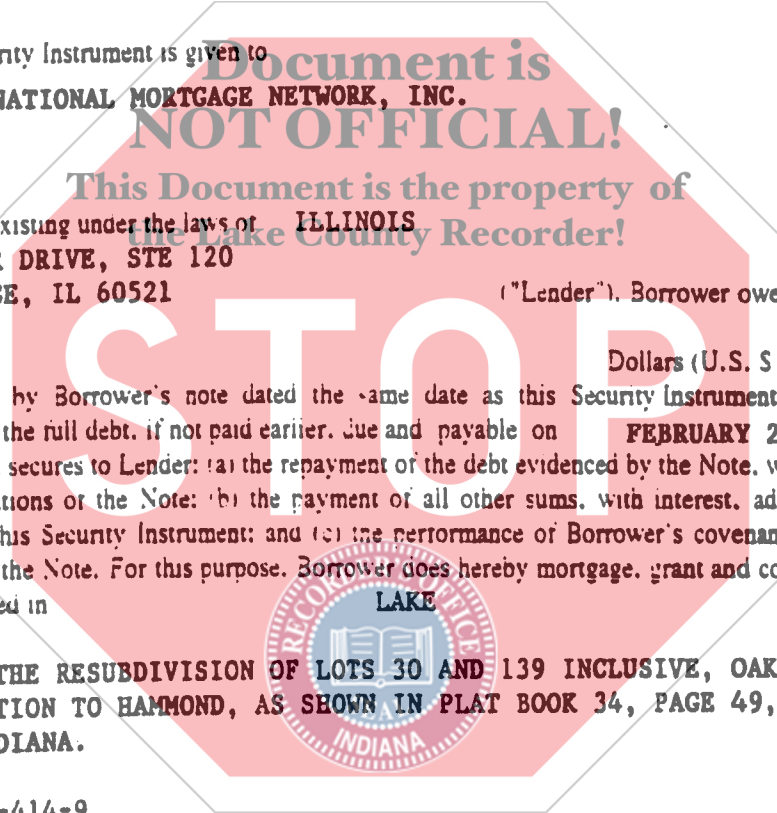 rity Instrument is given to
Document is
NATIONAL MORTGAGE NETWORK, INC.
NOT OFFICIAL!
This Document is the property of
xisting under the laws of ILLINOIS
the Lake County Recorder!
R DRIVE, STE 120
E, IL 60521 ("Lender"). Borrower owe
STOP
Dollars (U.S. S
by Borrower's note dated the same date as this Security Instrument
the full debt. if not paid earlier. due and payable on FEBRUARY 2
secures to Lender: (a) the repayment of the debt evidenced by the Note. w
tions of the Note: (b) the payment of all other sums. with interest. ad
his Security Instrument: and (c) the performance of Borrower's covenan
the Note. For this purpose. Borrower does hereby mortgage. grant and co
ed in LAKE
RECORDER'S OFFICE
SEAL
INDIANA
THE RESUBDIVISION OF LOTS 30 AND 139 INCLUSIVE, OAK
TION TO HAMMOND, AS SHOWN IN PLAT BOOK 34, PAGE 49,
DIANA.
-414-9